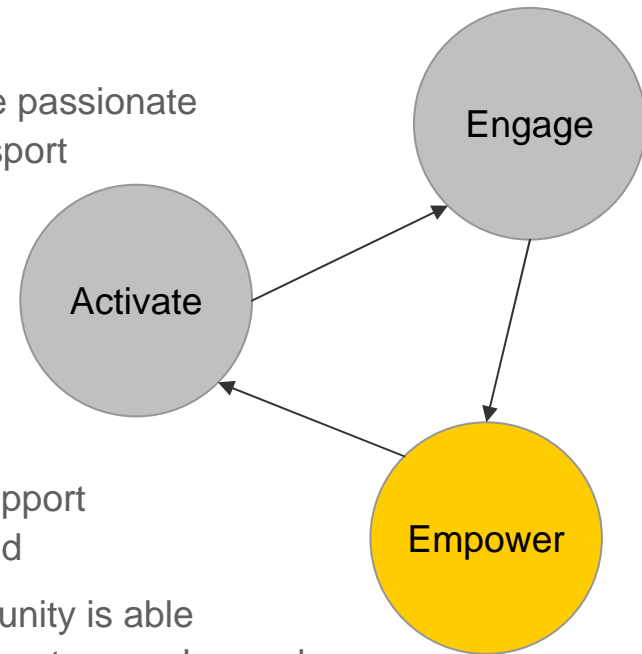 e passionate
sport
Engage
Activate
pport
d
Empower
unity is able